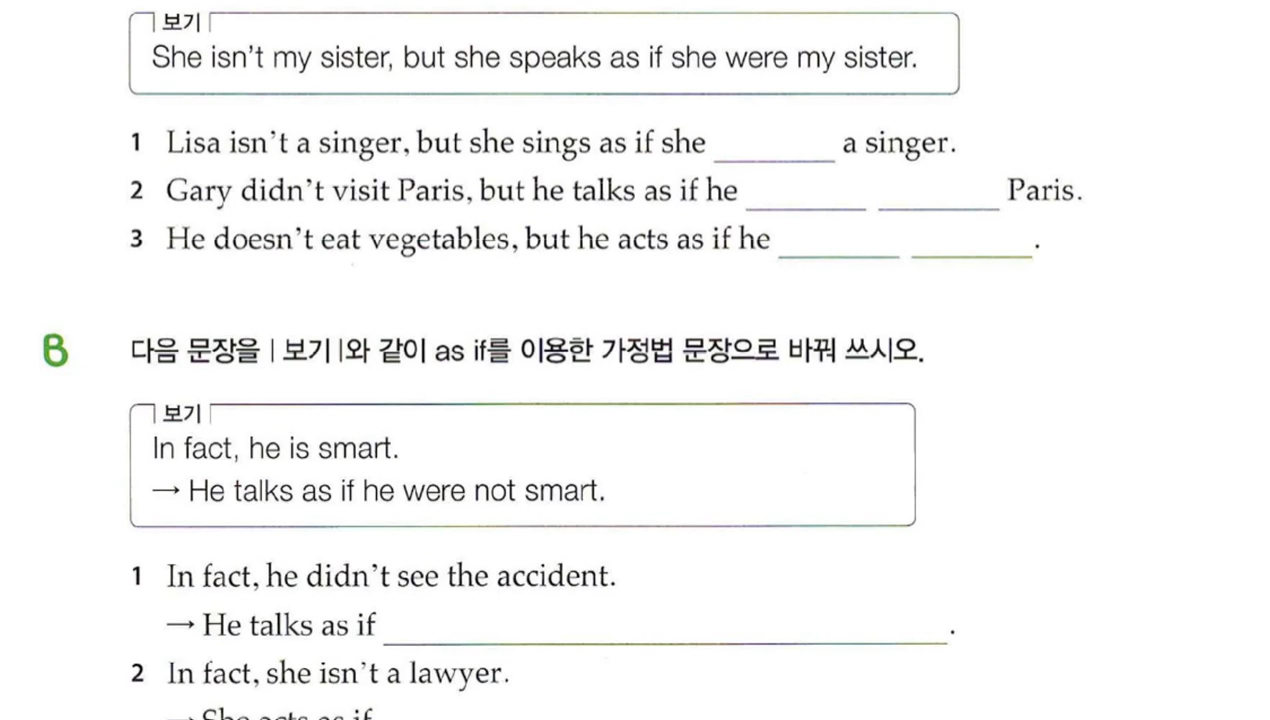 보기
She isn't my sister, but she speaks as if she were my sister.
1 Lisa isn't a singer, but she sings as if she ________ a singer.
2 Gary didn't visit Paris, but he talks as if he ________ ________ Paris.
3 He doesn't eat vegetables, but he acts as if he ________ ________.
B 다음 문장을 | 보기 |와 같이 as if를 이용한 가정법 문장으로 바꿔 쓰시오.
보기
In fact, he is smart.
→ He talks as if he were not smart.
1 In fact, he didn't see the accident.
→ He talks as if ________________________________.
2 In fact, she isn't a lawyer.
→ She acts as if